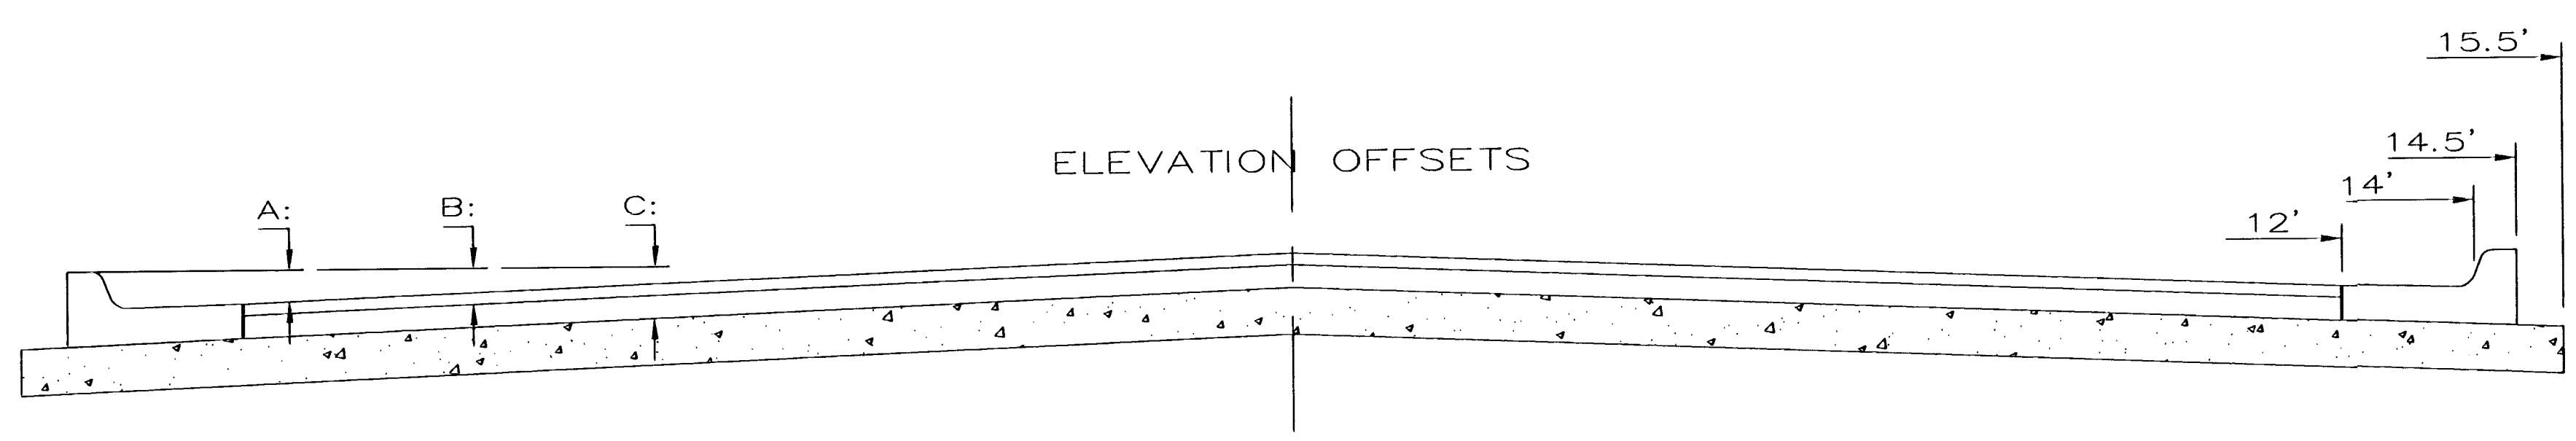 15.5'
ELEVATION OFFSETS
14.5'
14'
A:
B:
C:
12'